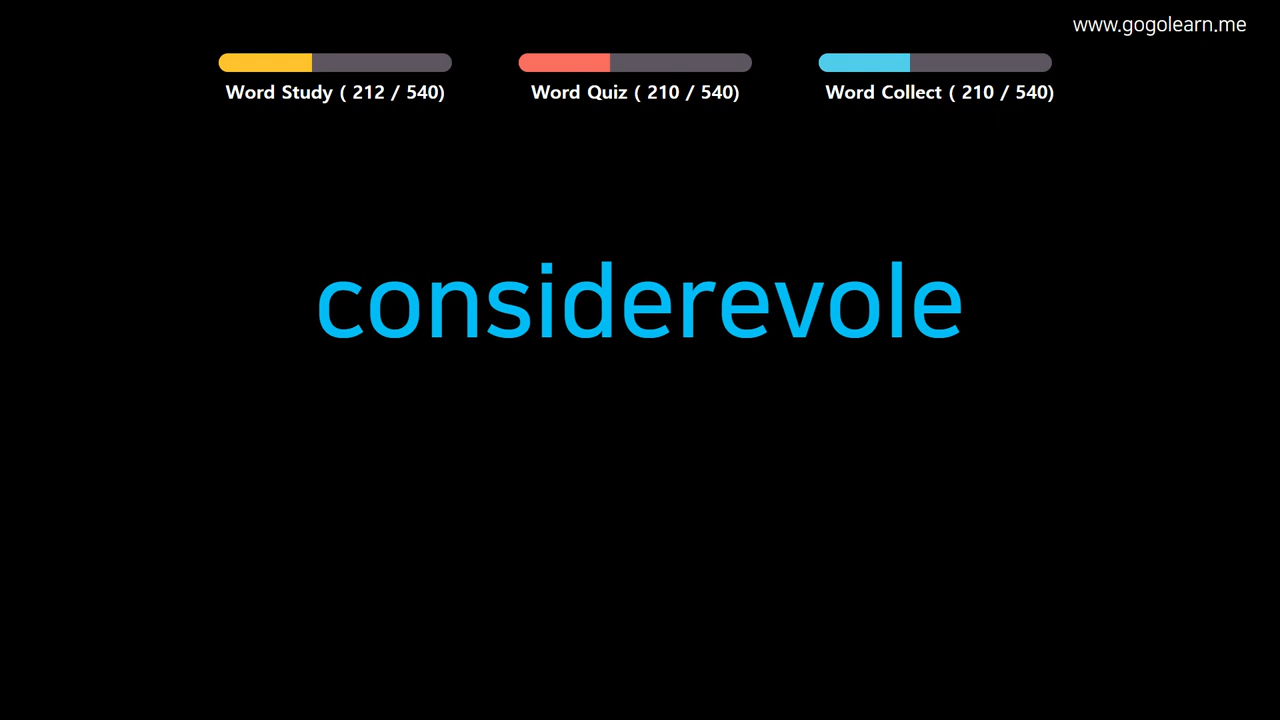 www.gogolearn.me
Word Study ( 212 / 540)
Word Quiz ( 210 / 540)
Word Collect ( 210 / 540)
considerevole